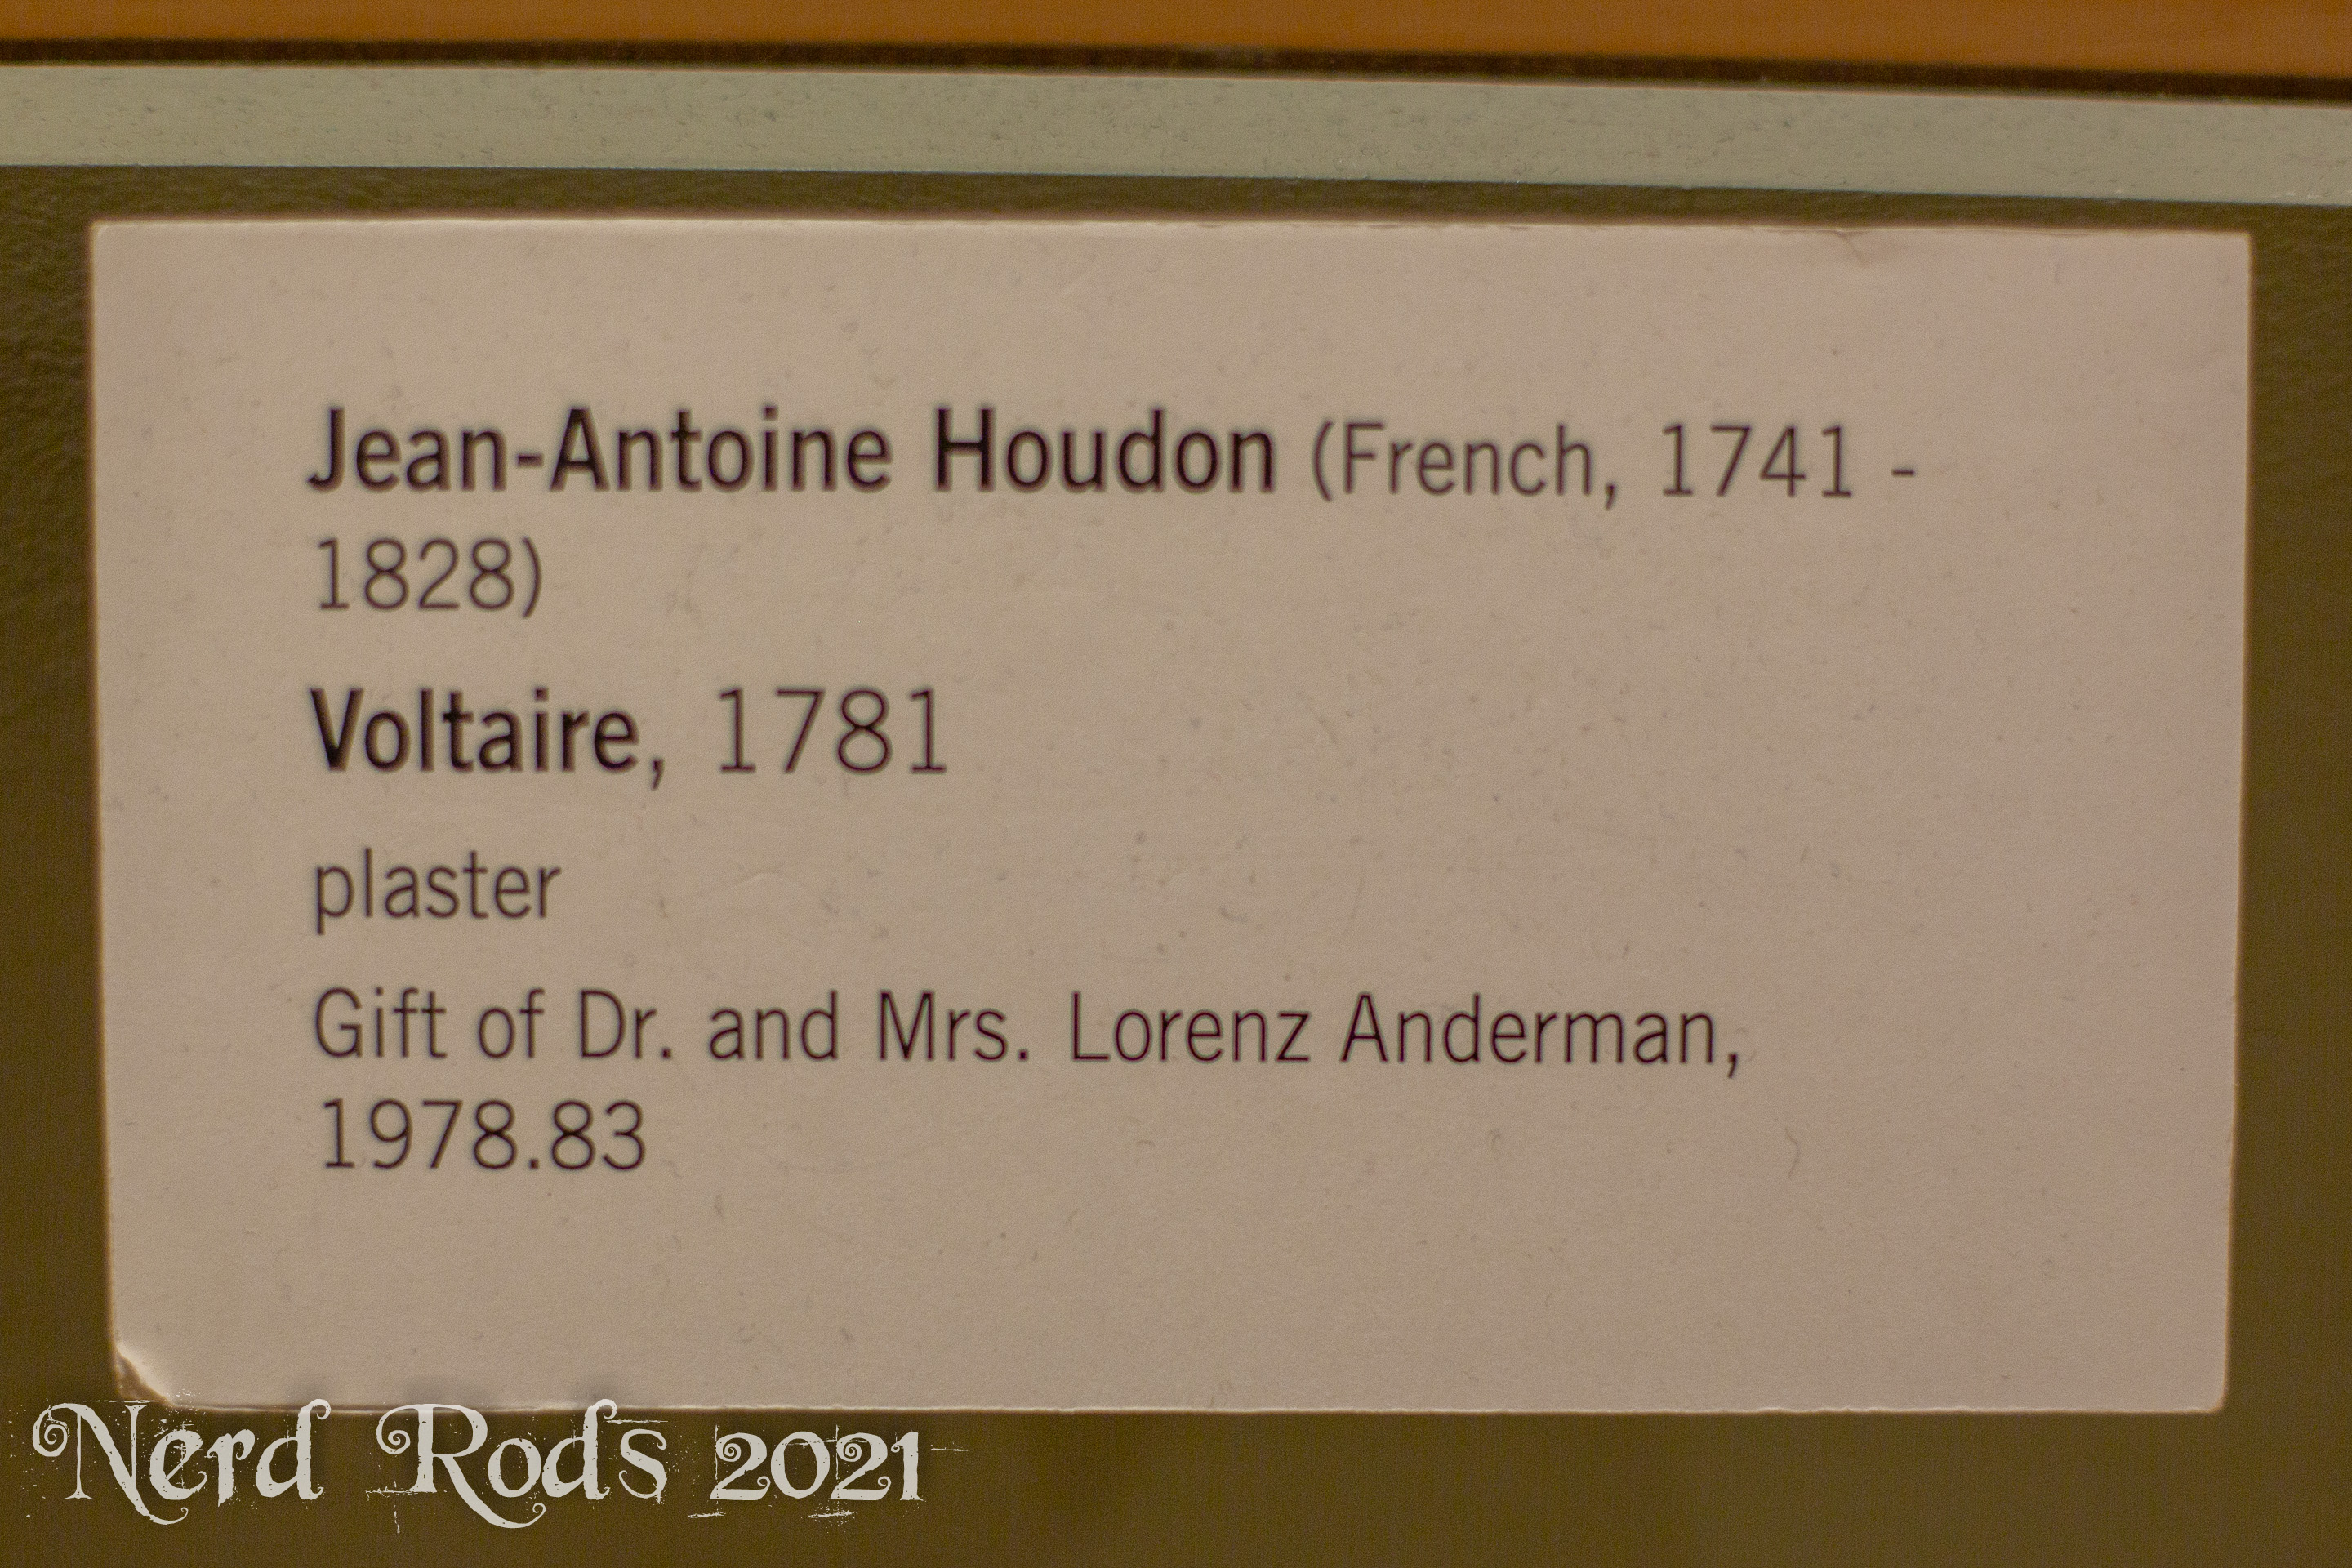 Jean-Antoine Houdon (French, 1741 -
1828)
Voltaire, 1781
plaster
Gift of Dr. and Mrs. Lorenz Anderman,
1978.83
Nerd Rods 2021